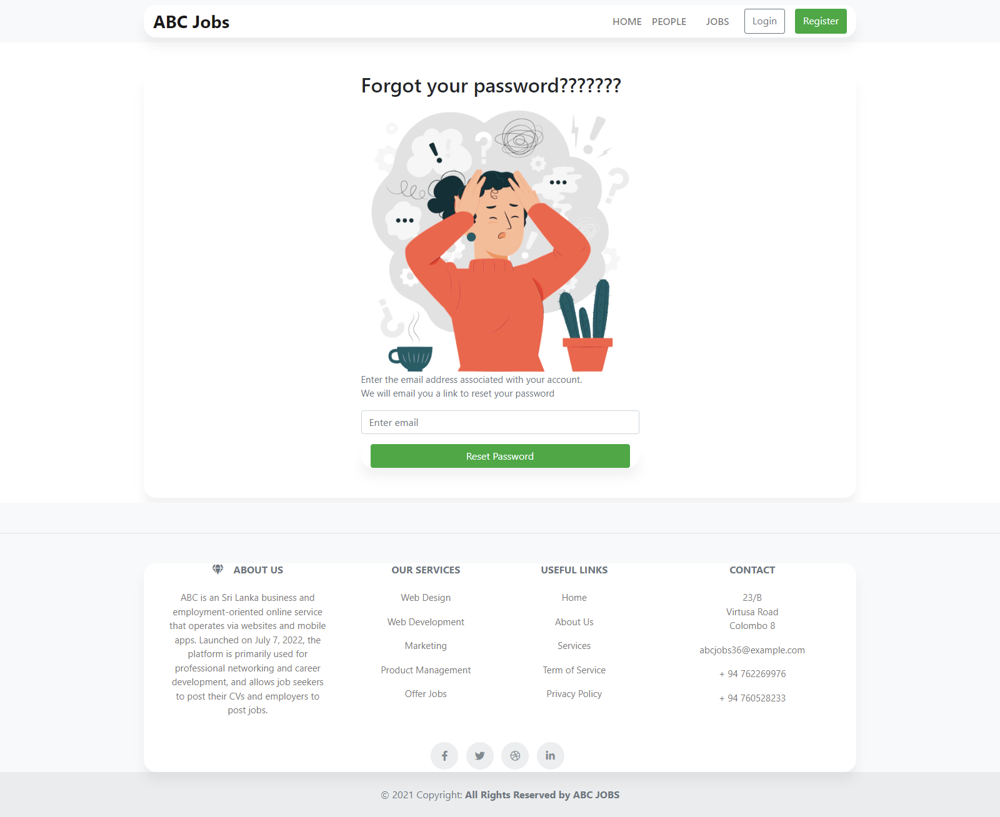 ABC Jobs
HOME PEOPLE JOBS Login Register
Forgot your password???????
Enter the email address associated with your account.
We will email you a link to reset your password
Enter email
Reset Password
ABOUT US
ABC is an Sri Lanka business and
employment-oriented online service
that operates via websites and mobile
apps. Launched on July 7, 2022, the
platform is primarily used for
professional networking and career
development, and allows job seekers
to post their CVs and employers to
post jobs.
OUR SERVICES
Web Design
Web Development
Marketing
Product Management
Offer Jobs
USEFUL LINKS
Home
About Us
Services
Term of Service
Privacy Policy
CONTACT
23/B
Virtusa Road
Colombo 8
abcjobs36@example.com
+ 94 762269976
+ 94 760528233
© 2021 Copyright: All Rights Reserved by ABC JOBS